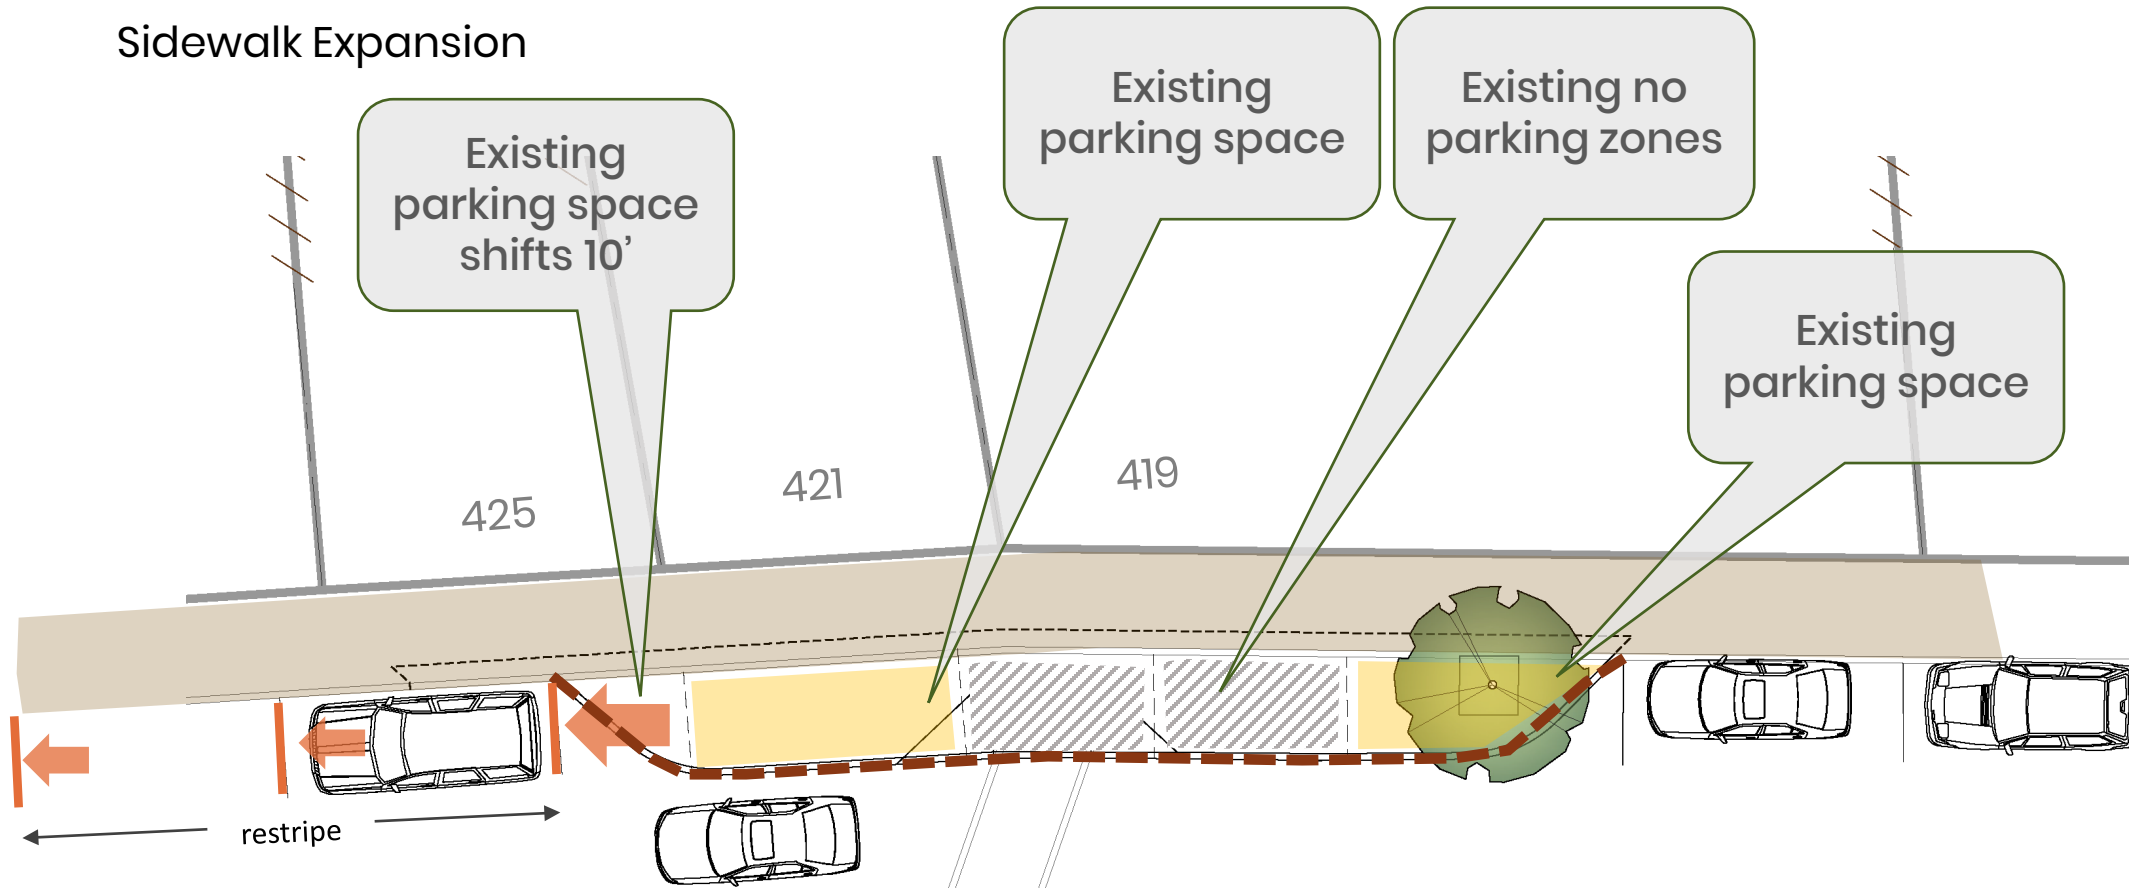 Sidewalk Expansion
Existing
parking space
shifts 10’
Existing
parking space
Existing no
parking zones
Existing
parking space
425
421
419
restripe